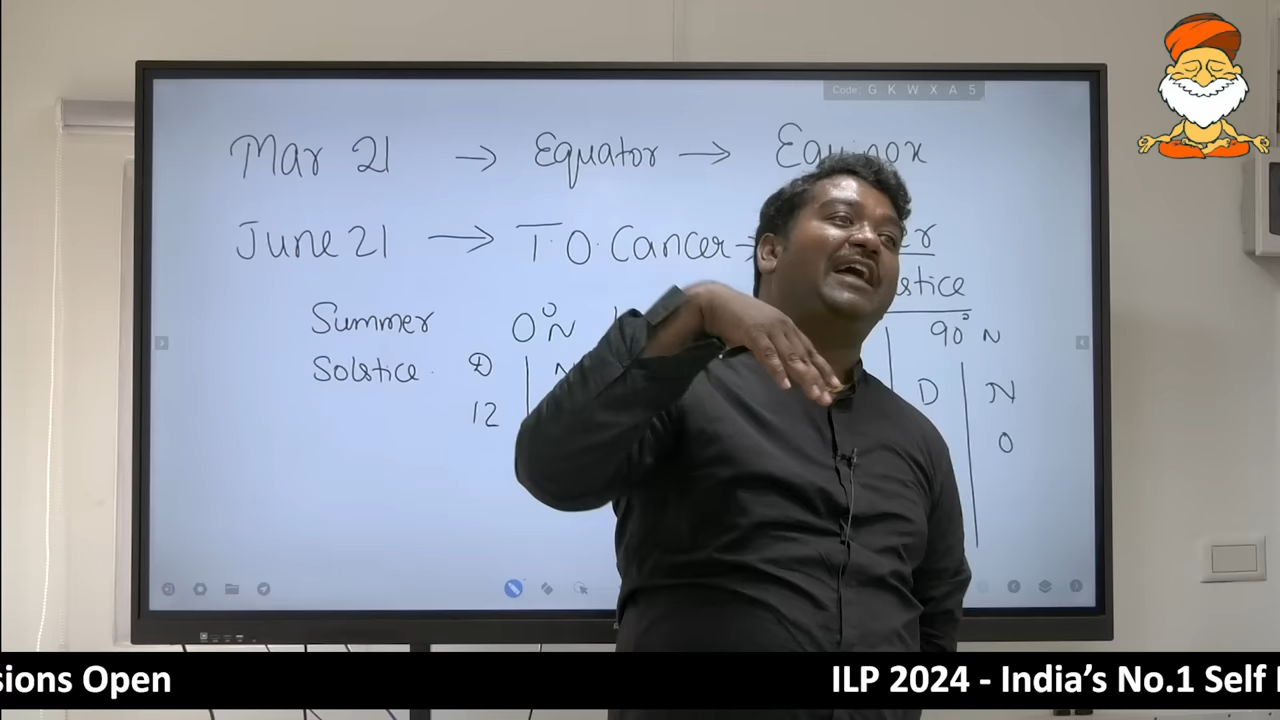 Code: G K W X A 5
Mar 21 → Equator → Equinox
June 21 → T.O. Cancer →
Summer 0°N 90° N
Solstice. D N D N
12 0
sions Open ILP 2024 - India's No.1 Self